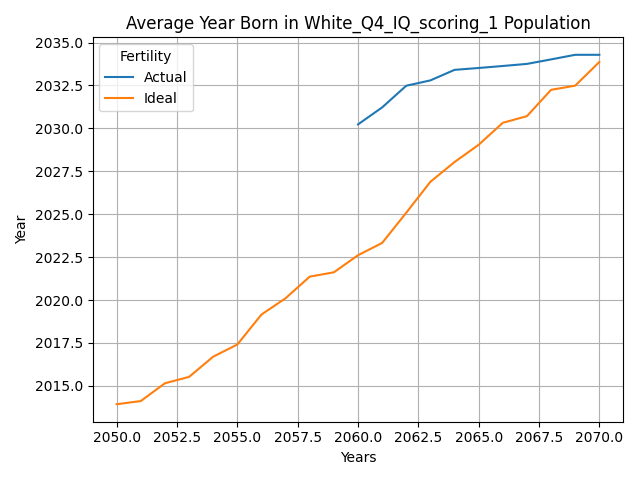 Average Year Born in White_Q4_IQ_scoring_1 Population
Fertility
Actual
Ideal
2035.0
2032.5
2030.0
2027.5
2025.0
2022.5
2020.0
2017.5
2015.0
Year
2050.0 2052.5 2055.0 2057.5 2060.0 2062.5 2065.0 2067.5 2070.0
Years